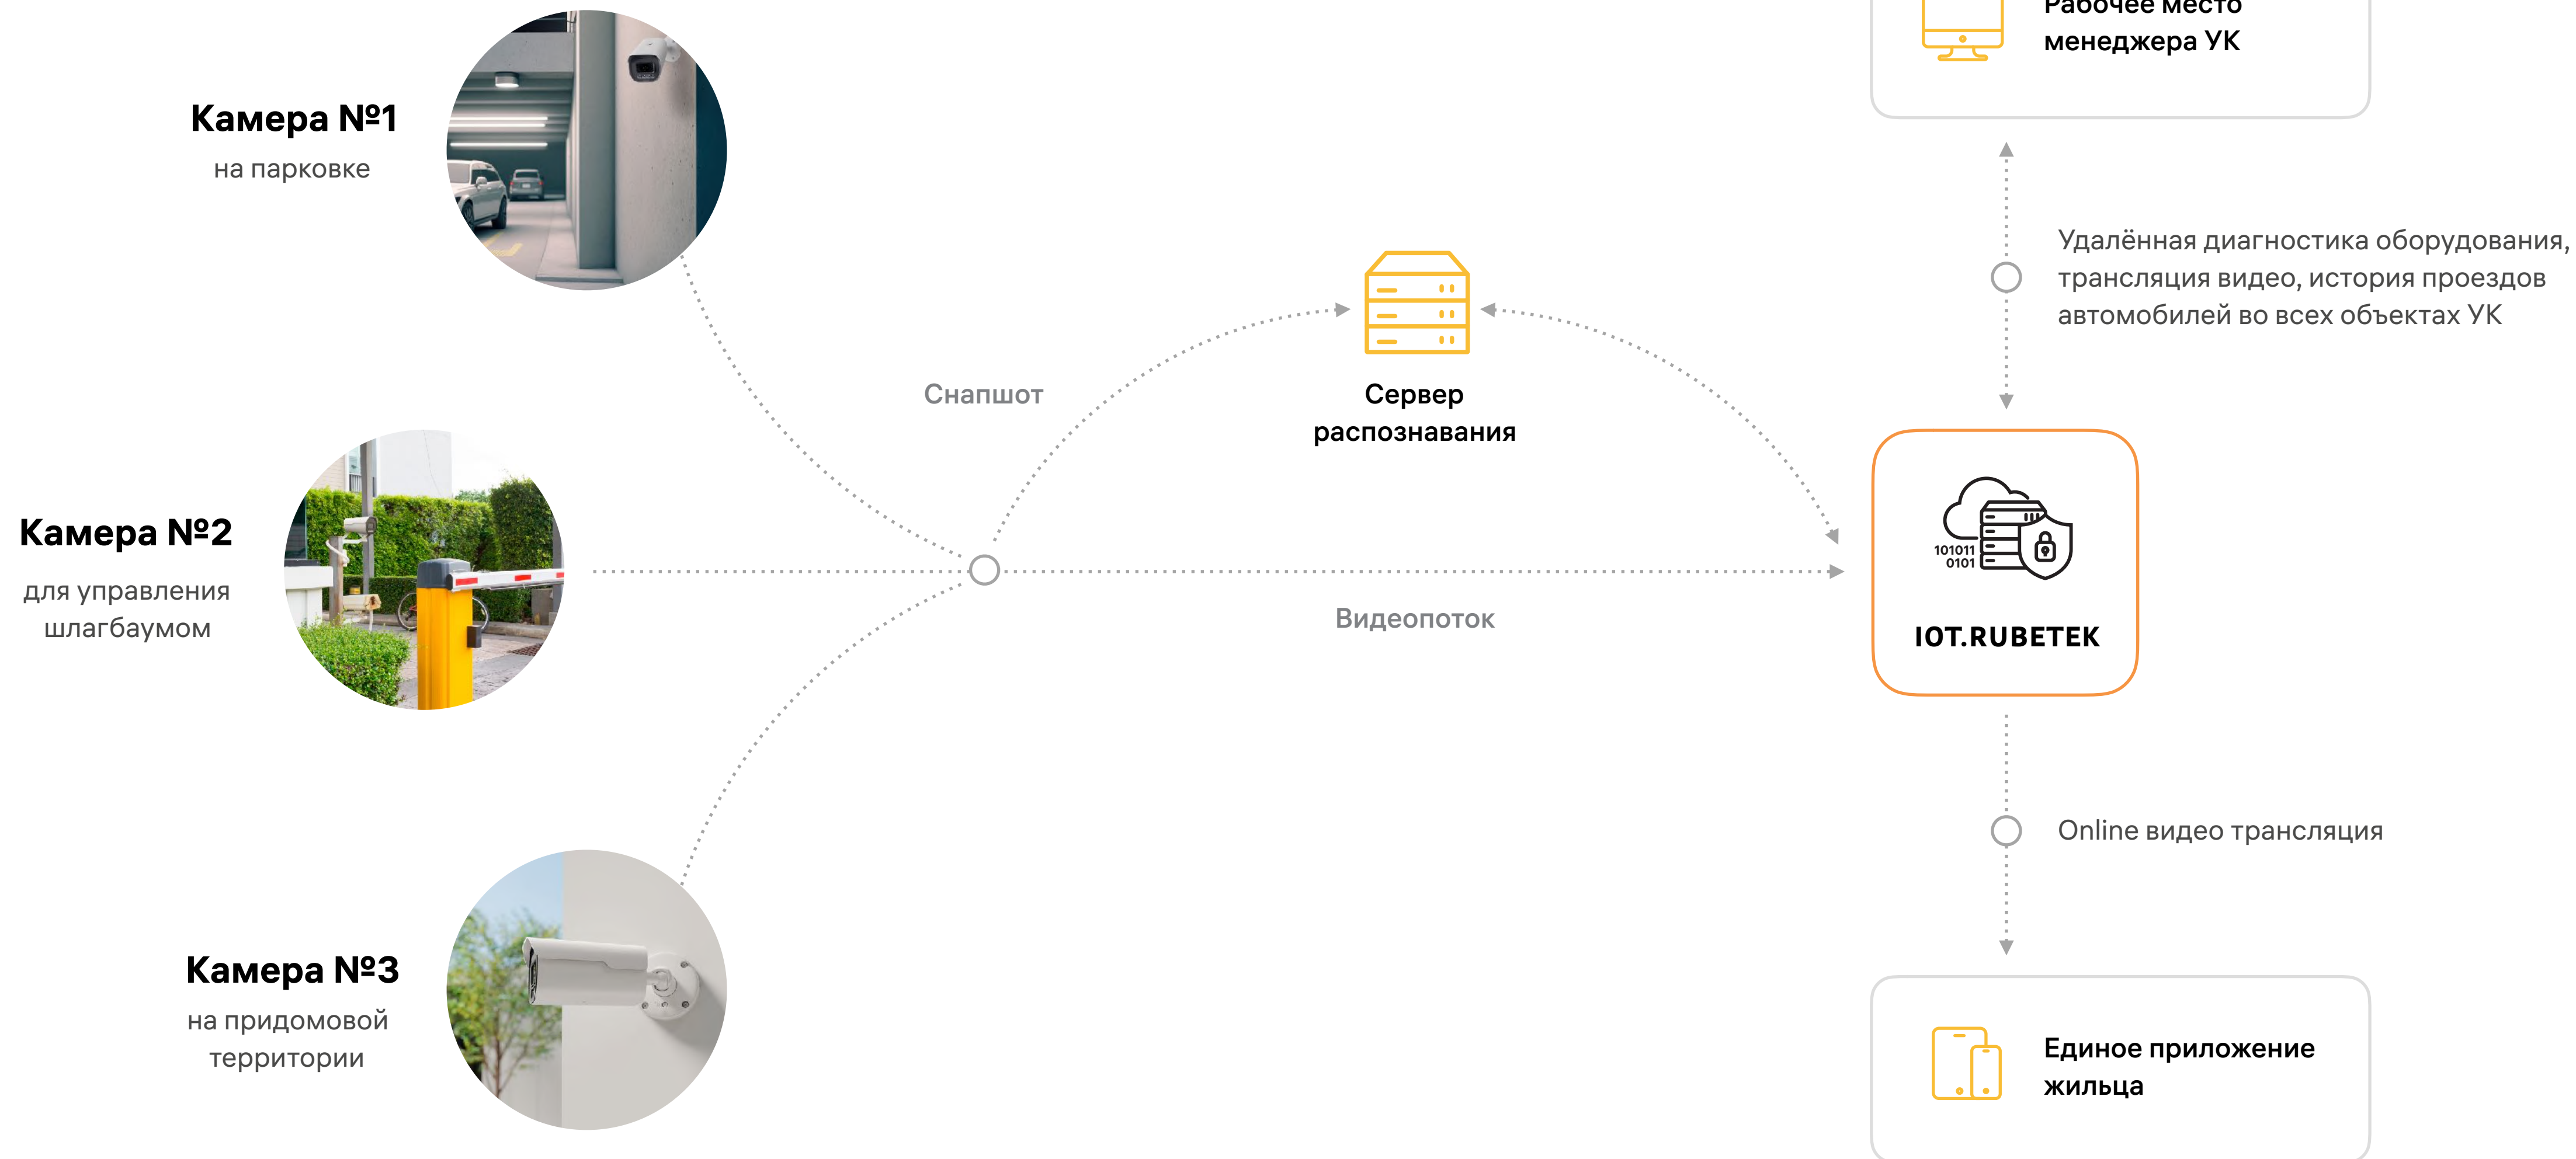 Рабочее место
менеджера УК
Камера №1
на парковке
Удалённая диагностика оборудования,
трансляция видео, история проездов
автомобилей во всех объектах УК
Снапшот
Сервер
распознавания
Камера №2
для управления
шлагбаумом
Видеопоток
101011
0101
IOT.RUBETEK
Online видео трансляция
Камера №3
на придомовой
территории
Единое приложение
жильца